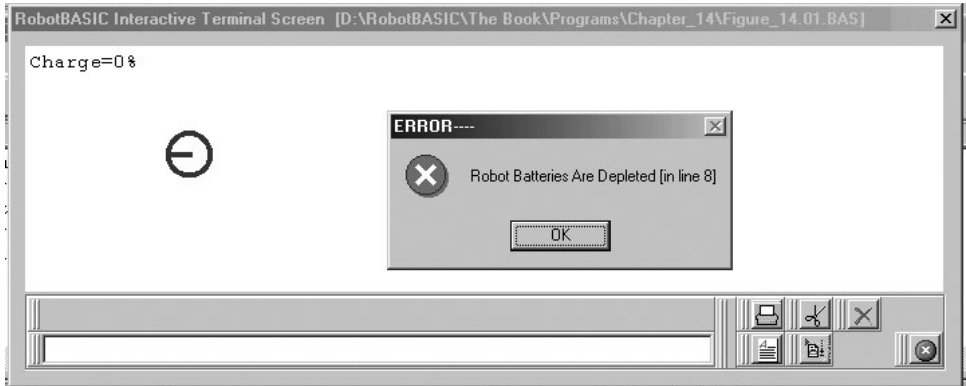 RobotBASIC Interactive Terminal Screen [D:\RobotBASIC\The Book\Programs\Chapter_14\Figure_14.01.BAS]
Charge=0%
ERROR----
Robot Batteries Are Depleted [in line 8]
OK